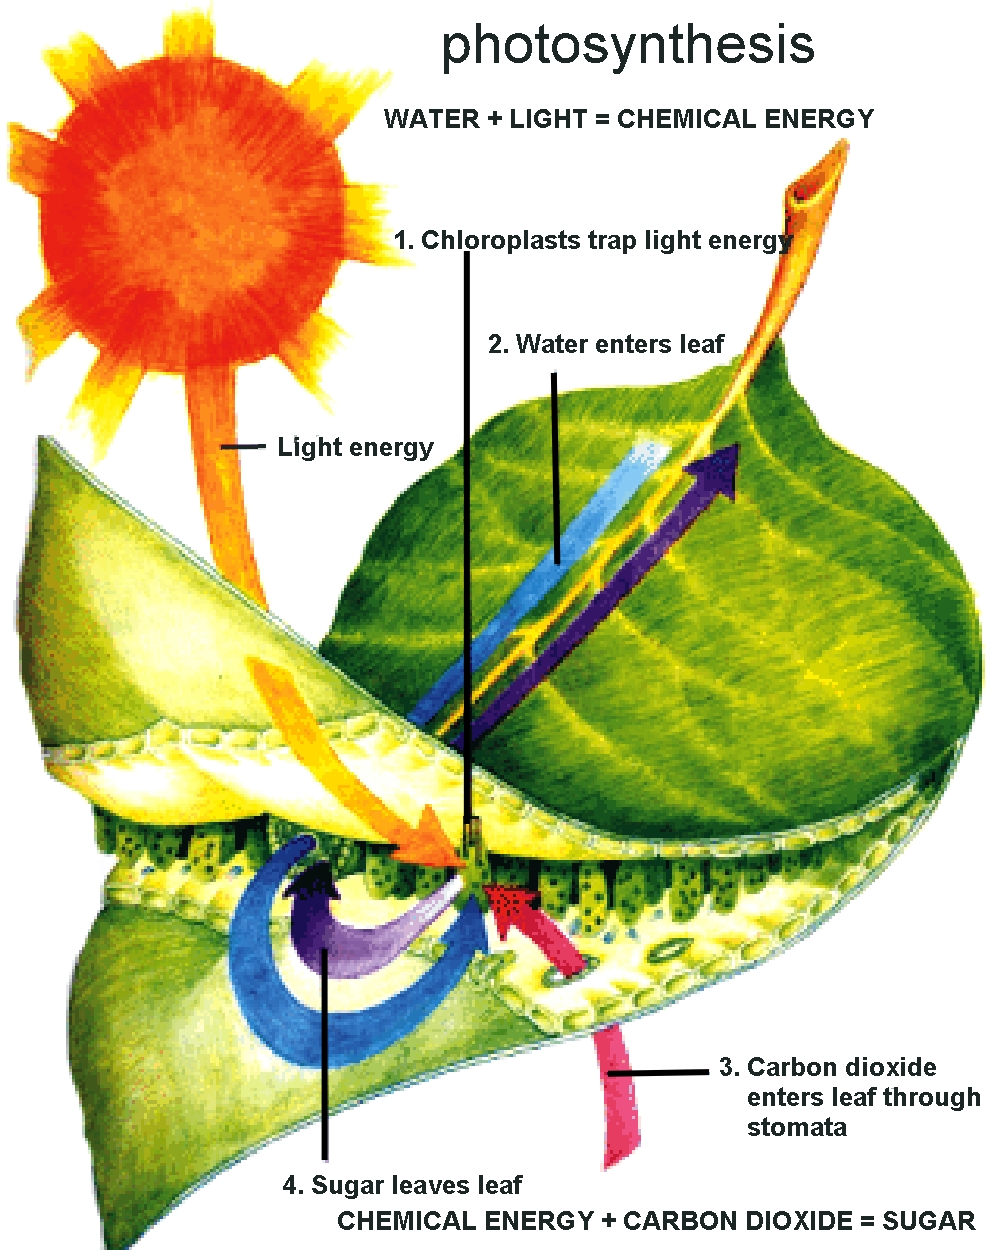 photosynthesis
WATER + LIGHT = CHEMICAL ENERGY
1. Chloroplasts trap light energy
2. Water enters leaf
Light energy
3. Carbon dioxide
enters leaf through
stomata
4. Sugar leaves leaf
CHEMICAL ENERGY + CARBON DIOXIDE = SUGAR